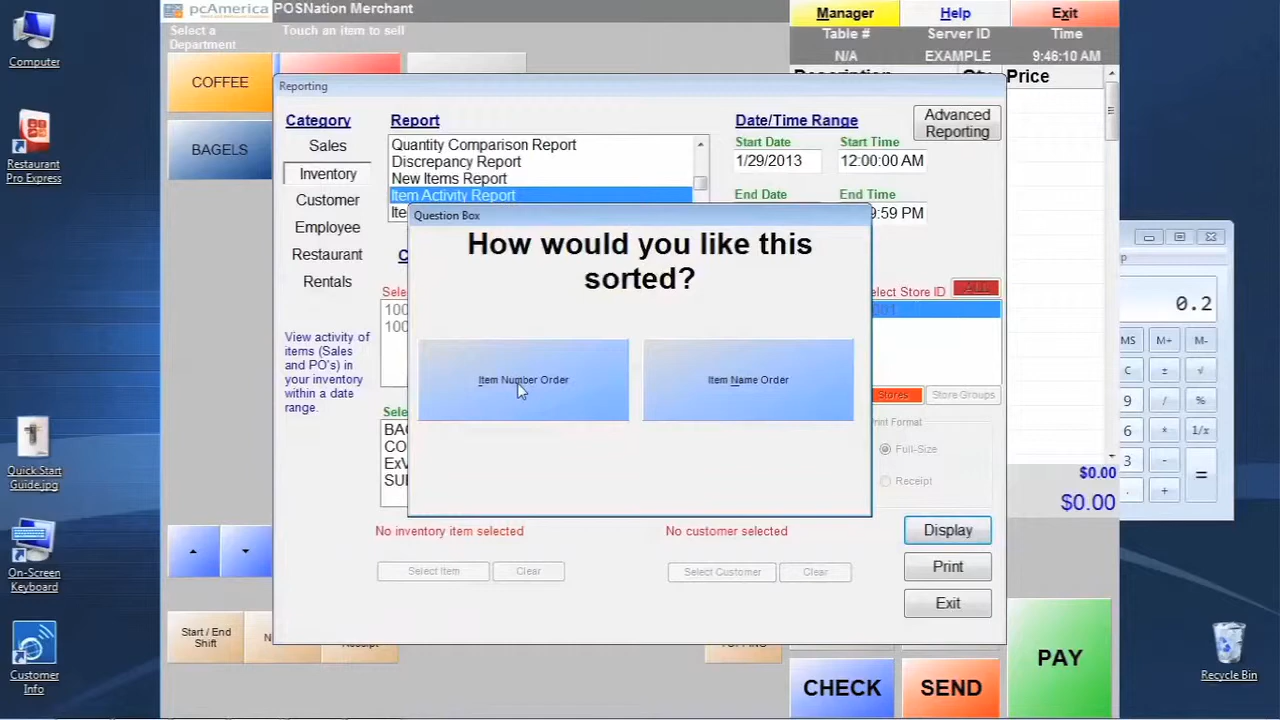 Computer
Restaurant
Pro Express
Quick Start
Guide.jpg
On-Screen
Keyboard
Customer
Info
pcAmerica
POSNation Merchant
Select a
Department
Touch an item to sell
Manager
Help
Exit
Table #
Server ID
Time
N/A
EXAMPLE
9:46:10 AM
Price
COFFEE
BAGELS
Reporting
Category
Sales
Inventory
Customer
Employee
Restaurant
Rentals
View activity of
items (Sales
and PO's) in
your inventory
within a date
range.
Report
Quantity Comparison Report
Discrepancy Report
New Items Report
Item Activity Report
Date/Time Range
Advanced
Reporting
Start Date
Start Time
1/29/2013
12:00:00 AM
End Date
End Time
9:59 PM
Question Box
How would you like this
sorted?
Item Number Order
Item Name Order
elect Store ID
ALL
001
Stores
Store Groups
Print Format
Full-Size
Receipt
No inventory item selected
No customer selected
Select Item
Clear
Select Customer
Clear
Display
Print
Exit
Start / End
Shift
CHECK
SEND
PAY
$0.00
$0.00
0.2
MS
M+
M-
C
±
√
9
/
%
6
*
1/x
3
-
=
.
+
Recycle Bin